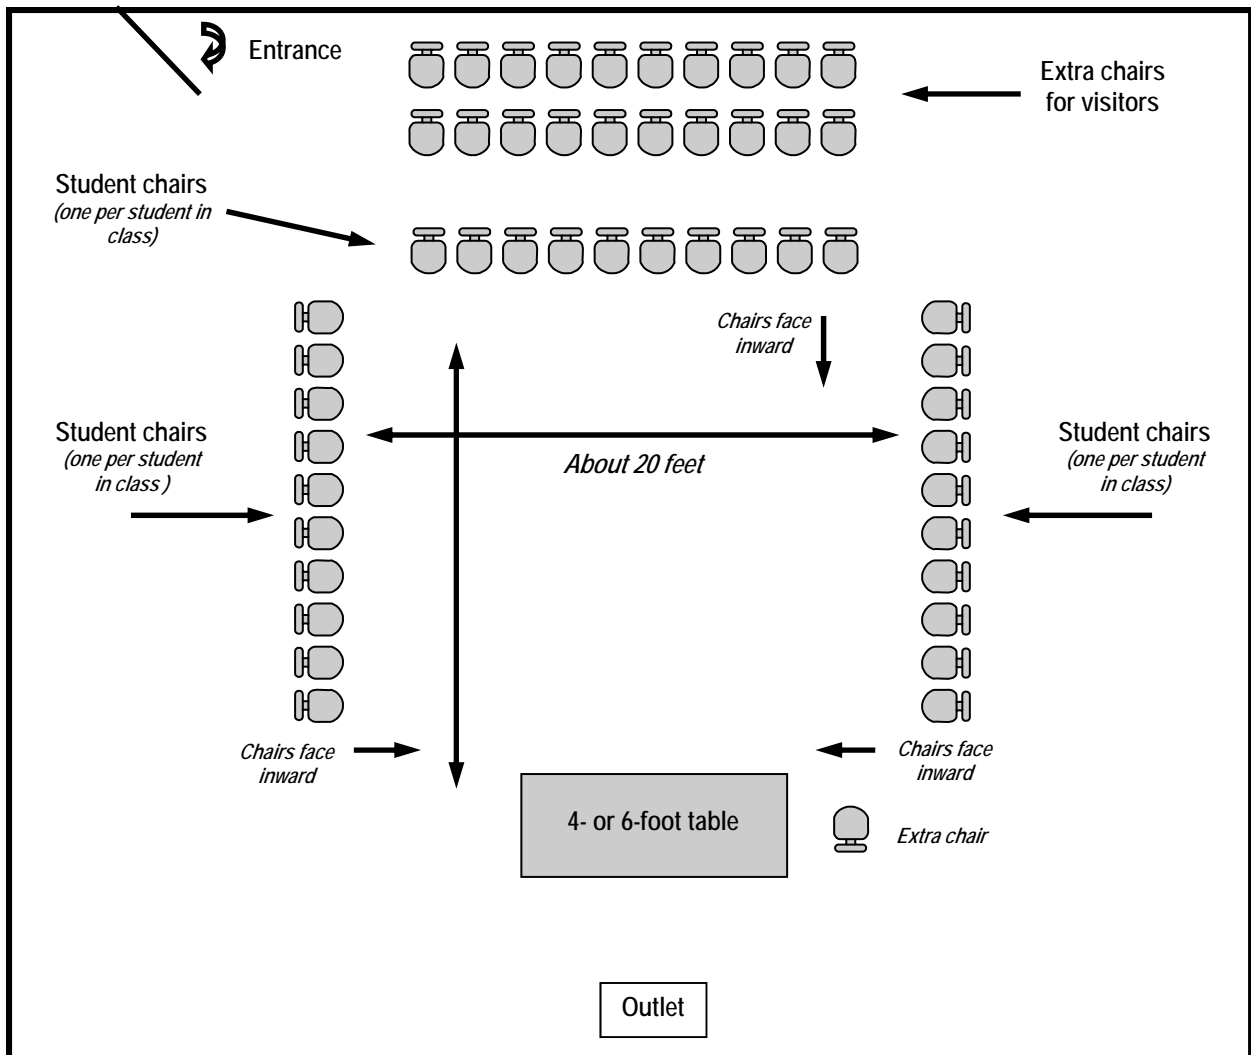 Entrance
Extra chairs
for visitors
Student chairs
(one per student in
class)
Chairs face
inward
Student chairs
(one per student
in class )
About 20 feet
Student chairs
(one per student
in class)
Chairs face
inward
Chairs face
inward
4- or 6-foot table
Extra chair
Outlet